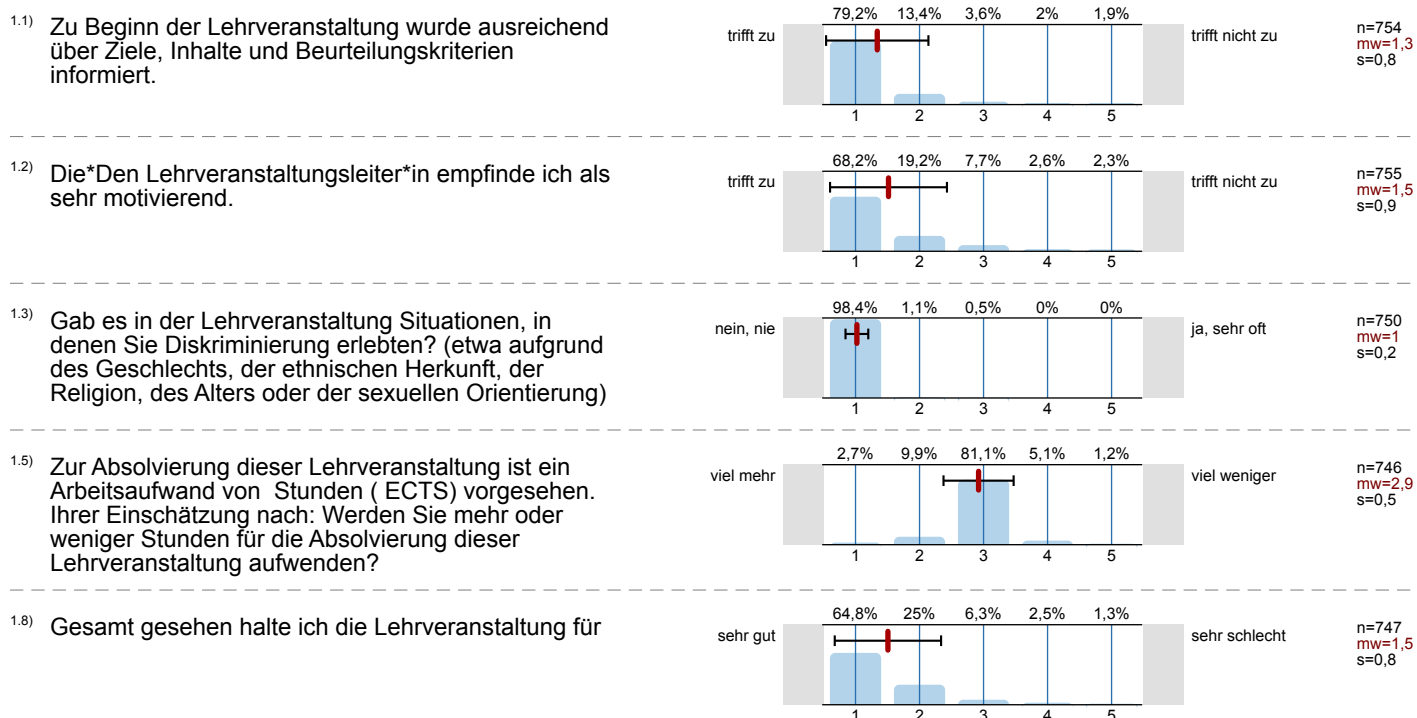 1.1) Zu Beginn der Lehrveranstaltung wurde ausreichend
über Ziele, Inhalte und Beurteilungskriterien
informiert.
79,2% 13,4% 3,6% 2% 1,9%
trifft zu
trifft nicht zu
1 2 3 4 5
n=754
mw=1,3
s=0,8
1.2) Die*Den Lehrveranstaltungsleiter*in empfinde ich als
sehr motivierend.
68,2% 19,2% 7,7% 2,6% 2,3%
trifft zu
trifft nicht zu
1 2 3 4 5
n=755
mw=1,5
s=0,9
1.3) Gab es in der Lehrveranstaltung Situationen, in
denen Sie Diskriminierung erlebten? (etwa aufgrund
des Geschlechts, der ethnischen Herkunft, der
Religion, des Alters oder der sexuellen Orientierung)
98,4% 1,1% 0,5% 0% 0%
nein, nie
ja, sehr oft
1 2 3 4 5
n=750
mw=1
s=0,2
1.5) Zur Absolvierung dieser Lehrveranstaltung ist ein
Arbeitsaufwand von Stunden ( ECTS) vorgesehen.
Ihrer Einschätzung nach: Werden Sie mehr oder
weniger Stunden für die Absolvierung dieser
Lehrveranstaltung aufwenden?
2,7% 9,9% 81,1% 5,1% 1,2%
viel mehr
viel weniger
1 2 3 4 5
n=746
mw=2,9
s=0,5
1.8) Gesamt gesehen halte ich die Lehrveranstaltung für
64,8% 25% 6,3% 2,5% 1,3%
sehr gut
sehr schlecht
1 2 3 4 5
n=747
mw=1,5
s=0,8